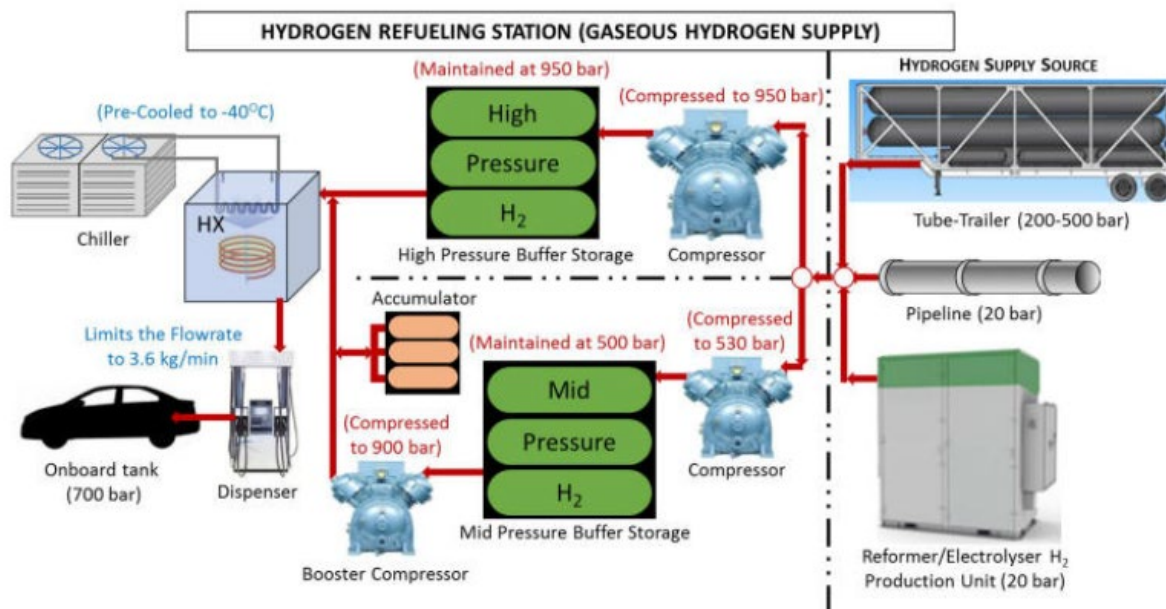 HYDROGEN REFUELING STATION (GASEOUS HYDROGEN SUPPLY)
HYDROGEN SUPPLY SOURCE
(Maintained at 950 bar)
(Pre-Cooled to -40⁰C)
(Compressed to 950 bar)
High
Pressure
H₂
HX
Chiller
High Pressure Buffer Storage
Compressor
Tube-Trailer (200-500 bar)
Accumulator
Pipeline (20 bar)
Limits the Flowrate
to 3.6 kg/min
(Maintained at 500 bar)
(Compressed
to 530 bar)
Mid
Pressure
H₂
(Compressed
to 900 bar)
Compressor
Onboard tank
(700 bar)
Dispenser
Mid Pressure Buffer Storage
Booster Compressor
Reformer/Electrolyser H₂
Production Unit (20 bar)